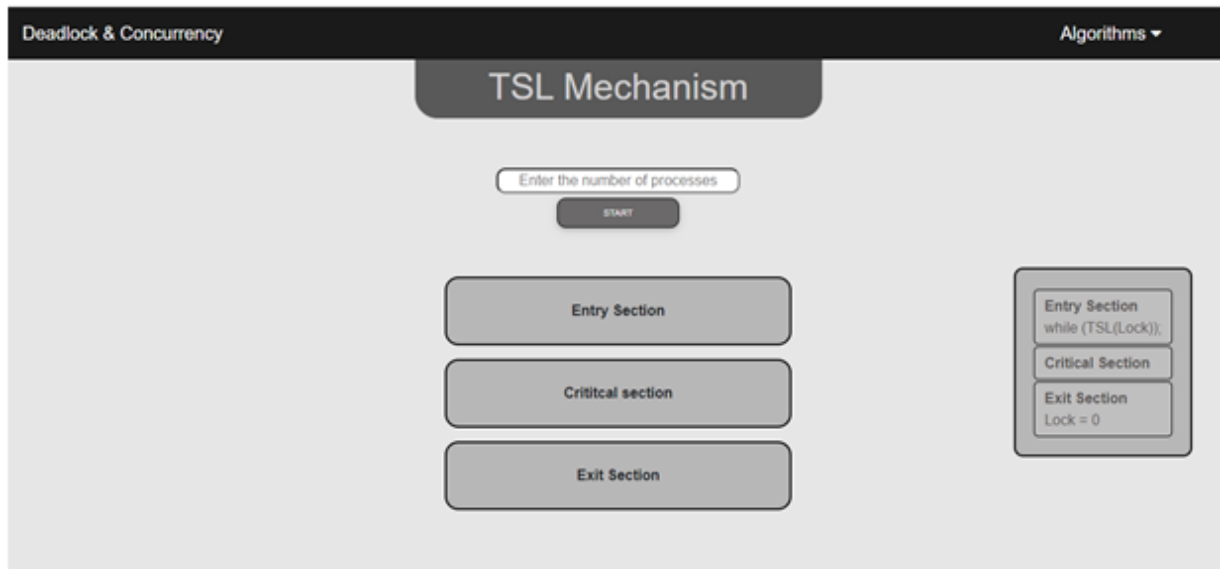 Deadlock & Concurrency
Algorithms
TSL Mechanism
Enter the number of processes
START
Entry Section
Crititcal section
Exit Section
Entry Section
while (TSL(Lock));
Critical Section
Exit Section
Lock = 0